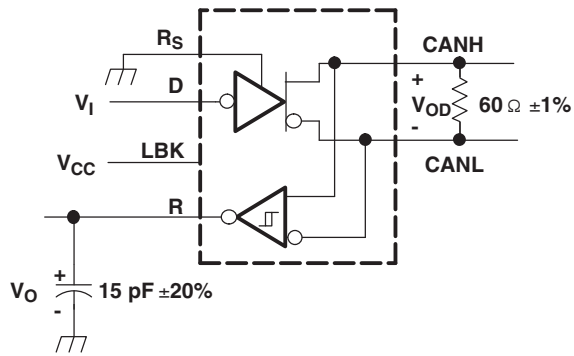 RS
CANH
D
VI
+
VOD
-
60 Ω ±1%
LBK
VCC
CANL
R
+
VO
15 pF ±20%
-